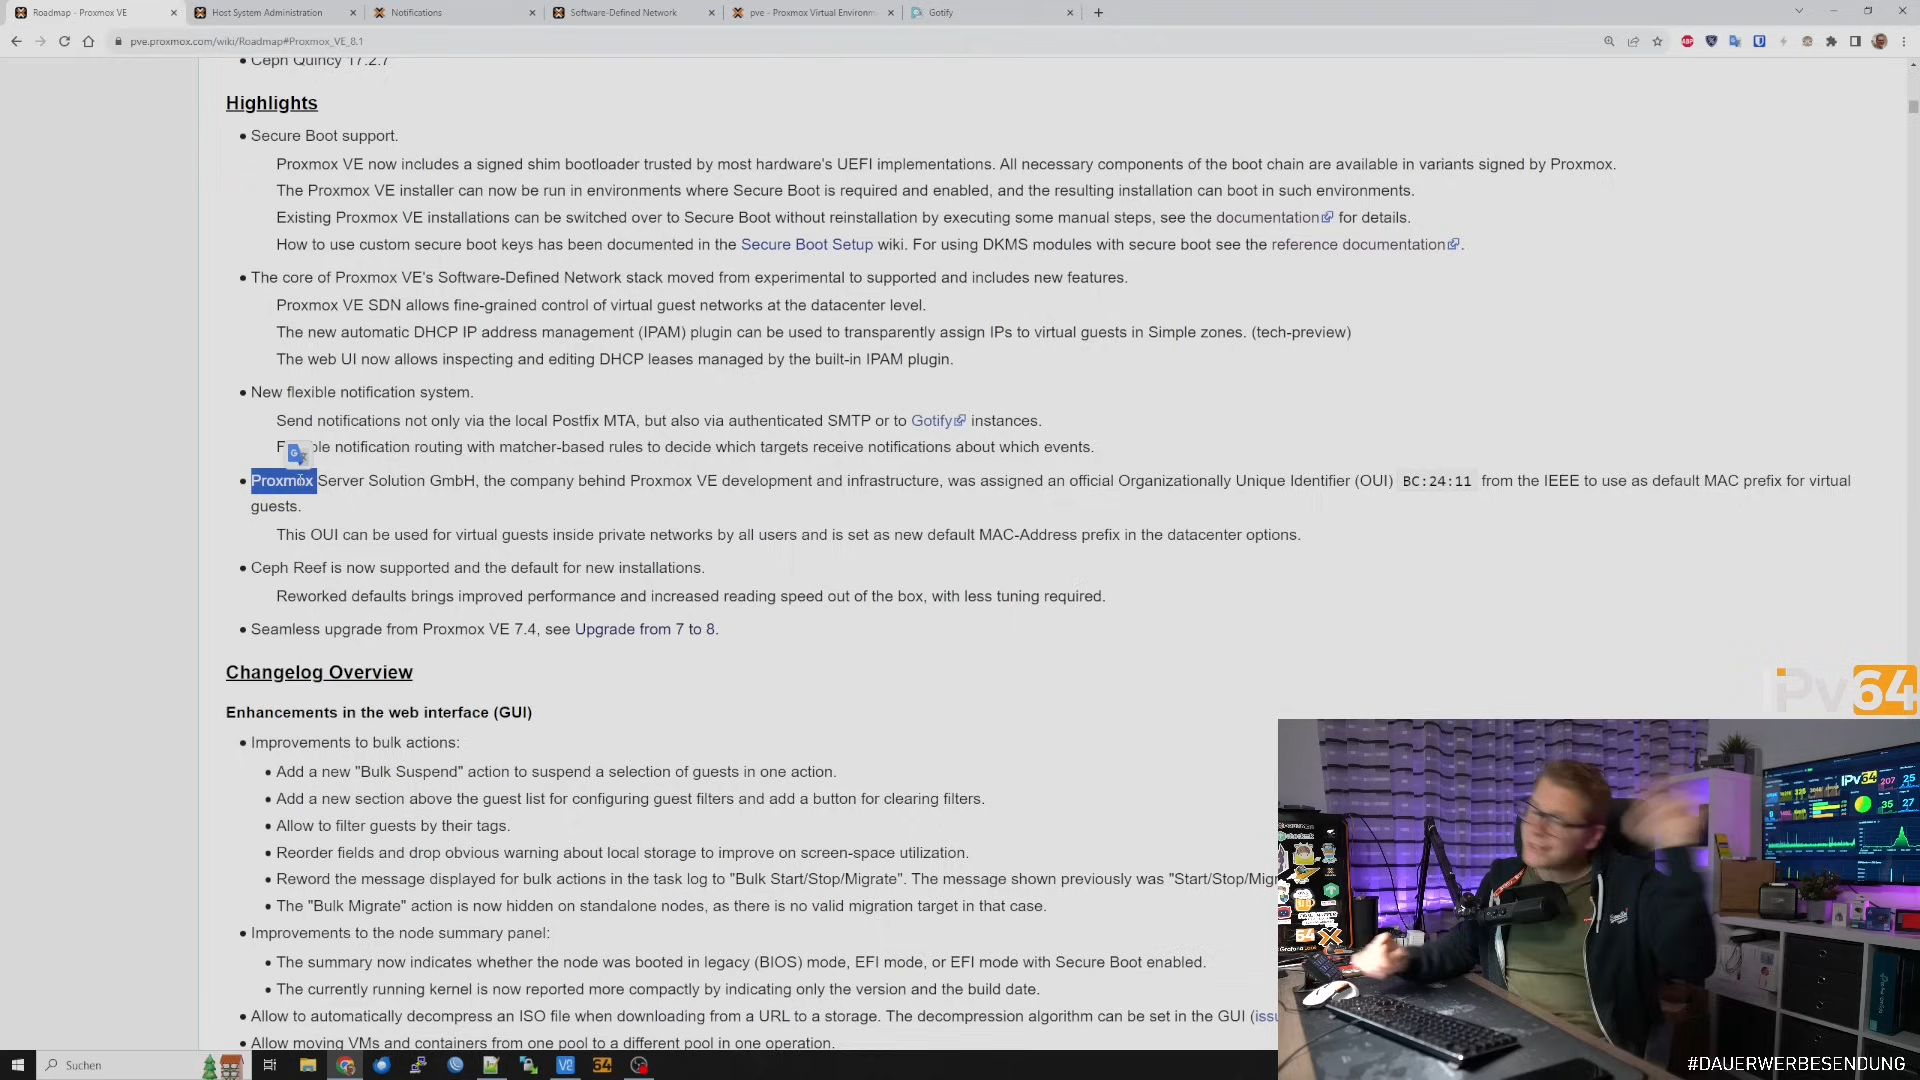 Roadmap - Proxmox VE
Host System Administration
Notifications
Software-Defined Network
pve - Proxmox Virtual Environm
Gotify
pve.proxmox.com/wiki/Roadmap#Proxmox_VE_8.1
Ceph Quincy 17.2.7
Highlights
Secure Boot support.
Proxmox VE now includes a signed shim bootloader trusted by most hardware's UEFI implementations. All necessary components of the boot chain are available in variants signed by Proxmox.
The Proxmox VE installer can now be run in environments where Secure Boot is required and enabled, and the resulting installation can boot in such environments.
Existing Proxmox VE installations can be switched over to Secure Boot without reinstallation by executing some manual steps, see the documentation for details.
How to use custom secure boot keys has been documented in the Secure Boot Setup wiki. For using DKMS modules with secure boot see the reference documentation.
The core of Proxmox VE's Software-Defined Network stack moved from experimental to supported and includes new features.
Proxmox VE SDN allows fine-grained control of virtual guest networks at the datacenter level.
The new automatic DHCP IP address management (IPAM) plugin can be used to transparently assign IPs to virtual guests in Simple zones. (tech-preview)
The web UI now allows inspecting and editing DHCP leases managed by the built-in IPAM plugin.
New flexible notification system.
Send notifications not only via the local Postfix MTA, but also via authenticated SMTP or to Gotify instances.
notification routing with matcher-based rules to decide which targets receive notifications about which events.
Proxmox Server Solution GmbH, the company behind Proxmox VE development and infrastructure, was assigned an official Organizationally Unique Identifier (OUI) BC:24:11 from the IEEE to use as default MAC prefix for virtual
guests.
This OUI can be used for virtual guests inside private networks by all users and is set as new default MAC-Address prefix in the datacenter options.
Ceph Reef is now supported and the default for new installations.
Reworked defaults brings improved performance and increased reading speed out of the box, with less tuning required.
Seamless upgrade from Proxmox VE 7.4, see Upgrade from 7 to 8.
Changelog Overview
IPv64
Enhancements in the web interface (GUI)
Improvements to bulk actions:
Add a new "Bulk Suspend" action to suspend a selection of guests in one action.
Add a new section above the guest list for configuring guest filters and add a button for clearing filters.
Allow to filter guests by their tags.
Reorder fields and drop obvious warning about local storage to improve on screen-space utilization.
Reword the message displayed for bulk actions in the task log to "Bulk Start/Stop/Migrate". The message shown previously was "Start/Stop/Mig
The "Bulk Migrate" action is now hidden on standalone nodes, as there is no valid migration target in that case.
Improvements to the node summary panel:
The summary now indicates whether the node was booted in legacy (BIOS) mode, EFI mode, or EFI mode with Secure Boot enabled.
The currently running kernel is now reported more compactly by indicating only the version and the build date.
Allow to automatically decompress an ISO file when downloading from a URL to a storage. The decompression algorithm can be set in the GUI (issu
Allow moving VMs and containers from one pool to a different pool in one operation.
IPv64
207
25
35
27
64
Suchen
V2
64
#DAUERWERBESENDUNG